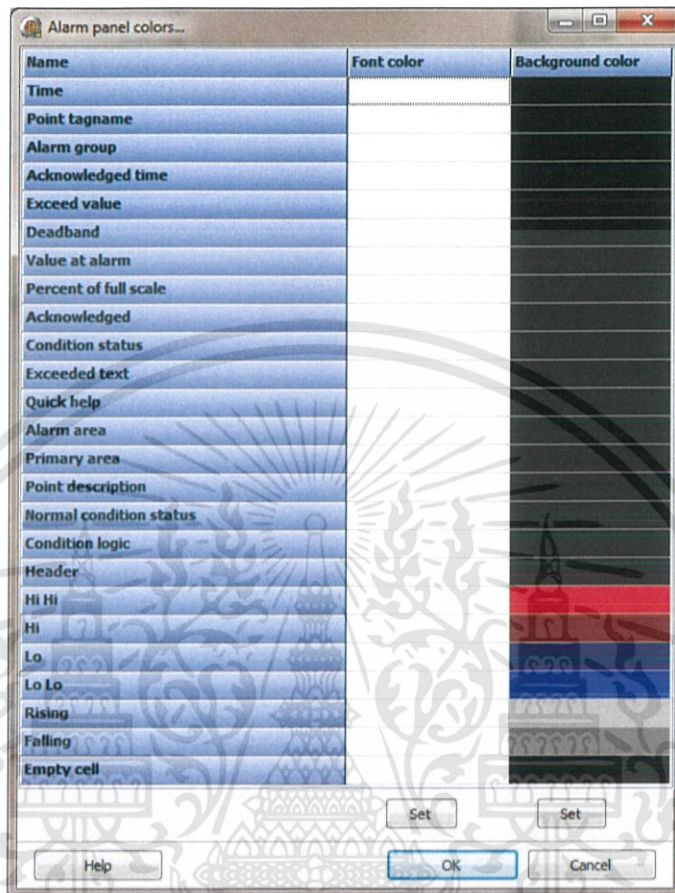 Alarm panel colors...
Name Font color Background color
Time
Point tagname
Alarm group
Acknowledged time
Exceed value
Deadband
Value at alarm
Percent of full scale
Acknowledged
Condition status
Exceeded text
Quick help
Alarm area
Primary area
Point description
Normal condition status
Condition logic
Header
Hi Hi
Hi
Lo
Lo Lo
Rising
Falling
Empty cell
Set Set
Help OK Cancel